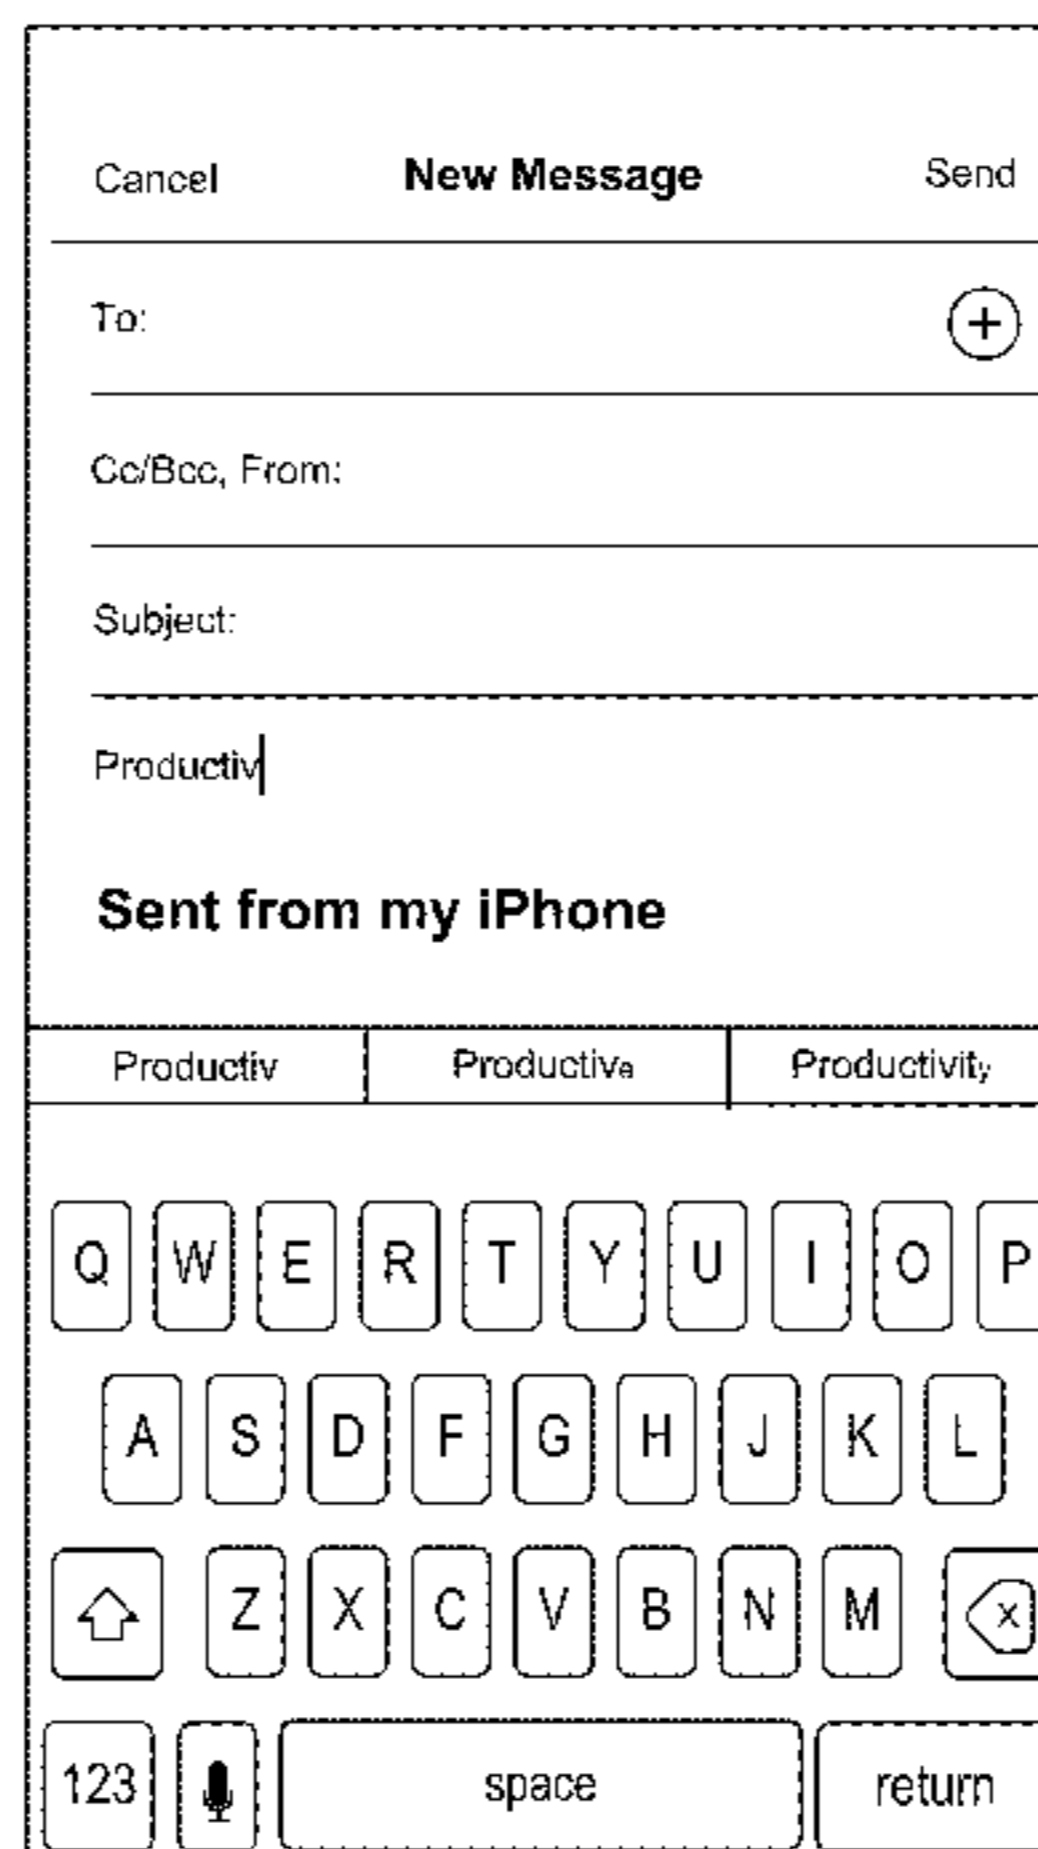 Cancel New Message Send
To:
Cc/Bcc, From:
Subject:
Productiv
Sent from my iPhone
Productiv Productive Productivity
Q W E R T Y U I O P
A S D F G H J K L
Z X C V B N M X
123 space return